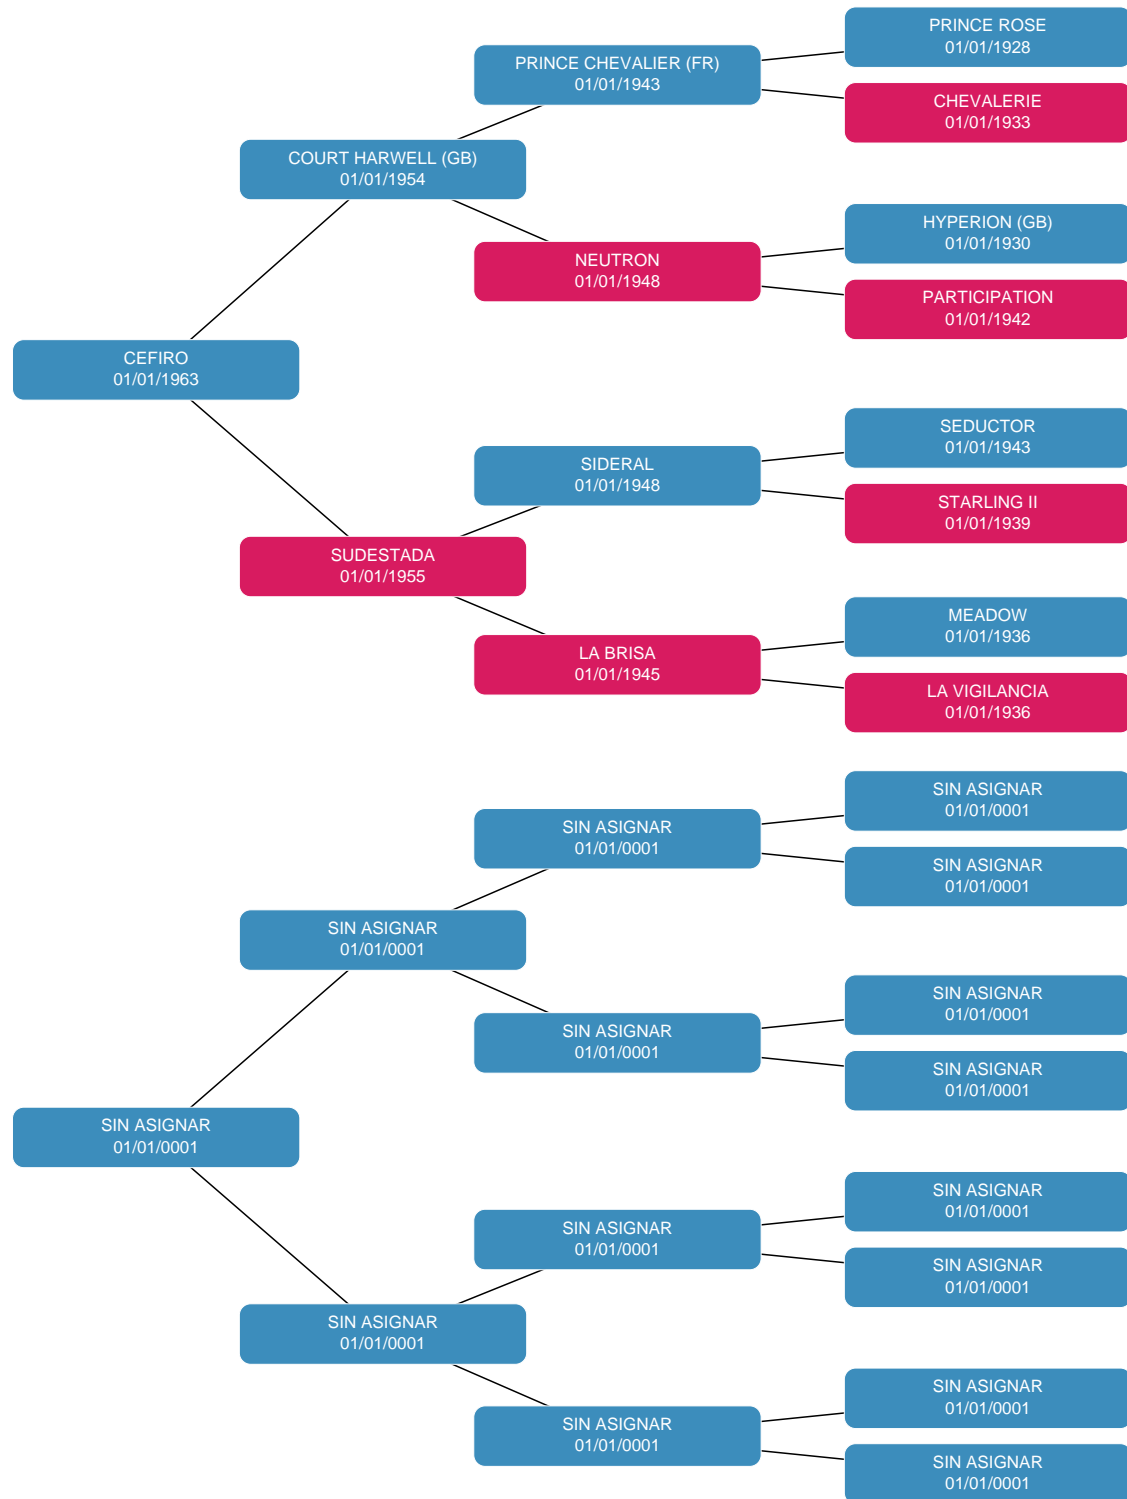 PRINCE ROSE
01/01/1928
PRINCE CHEVALIER (FR)
01/01/1943
CHEVALERIE
01/01/1933
COURT HARWELL (GB)
01/01/1954
HYPERION (GB)
01/01/1930
NEUTRON
01/01/1948
PARTICIPATION
01/01/1942
CEFIRO
01/01/1963
SEDUCTOR
01/01/1943
SIDERAL
01/01/1948
STARLING II
01/01/1939
SUDESTADA
01/01/1955
MEADOW
01/01/1936
LA BRISA
01/01/1945
LA VIGILANCIA
01/01/1936
SIN ASIGNAR
01/01/0001
SIN ASIGNAR
01/01/0001
SIN ASIGNAR
01/01/0001
SIN ASIGNAR
01/01/0001
SIN ASIGNAR
01/01/0001
SIN ASIGNAR
01/01/0001
SIN ASIGNAR
01/01/0001
SIN ASIGNAR
01/01/0001
SIN ASIGNAR
01/01/0001
SIN ASIGNAR
01/01/0001
SIN ASIGNAR
01/01/0001
SIN ASIGNAR
01/01/0001
SIN ASIGNAR
01/01/0001
SIN ASIGNAR
01/01/0001
SIN ASIGNAR
01/01/0001